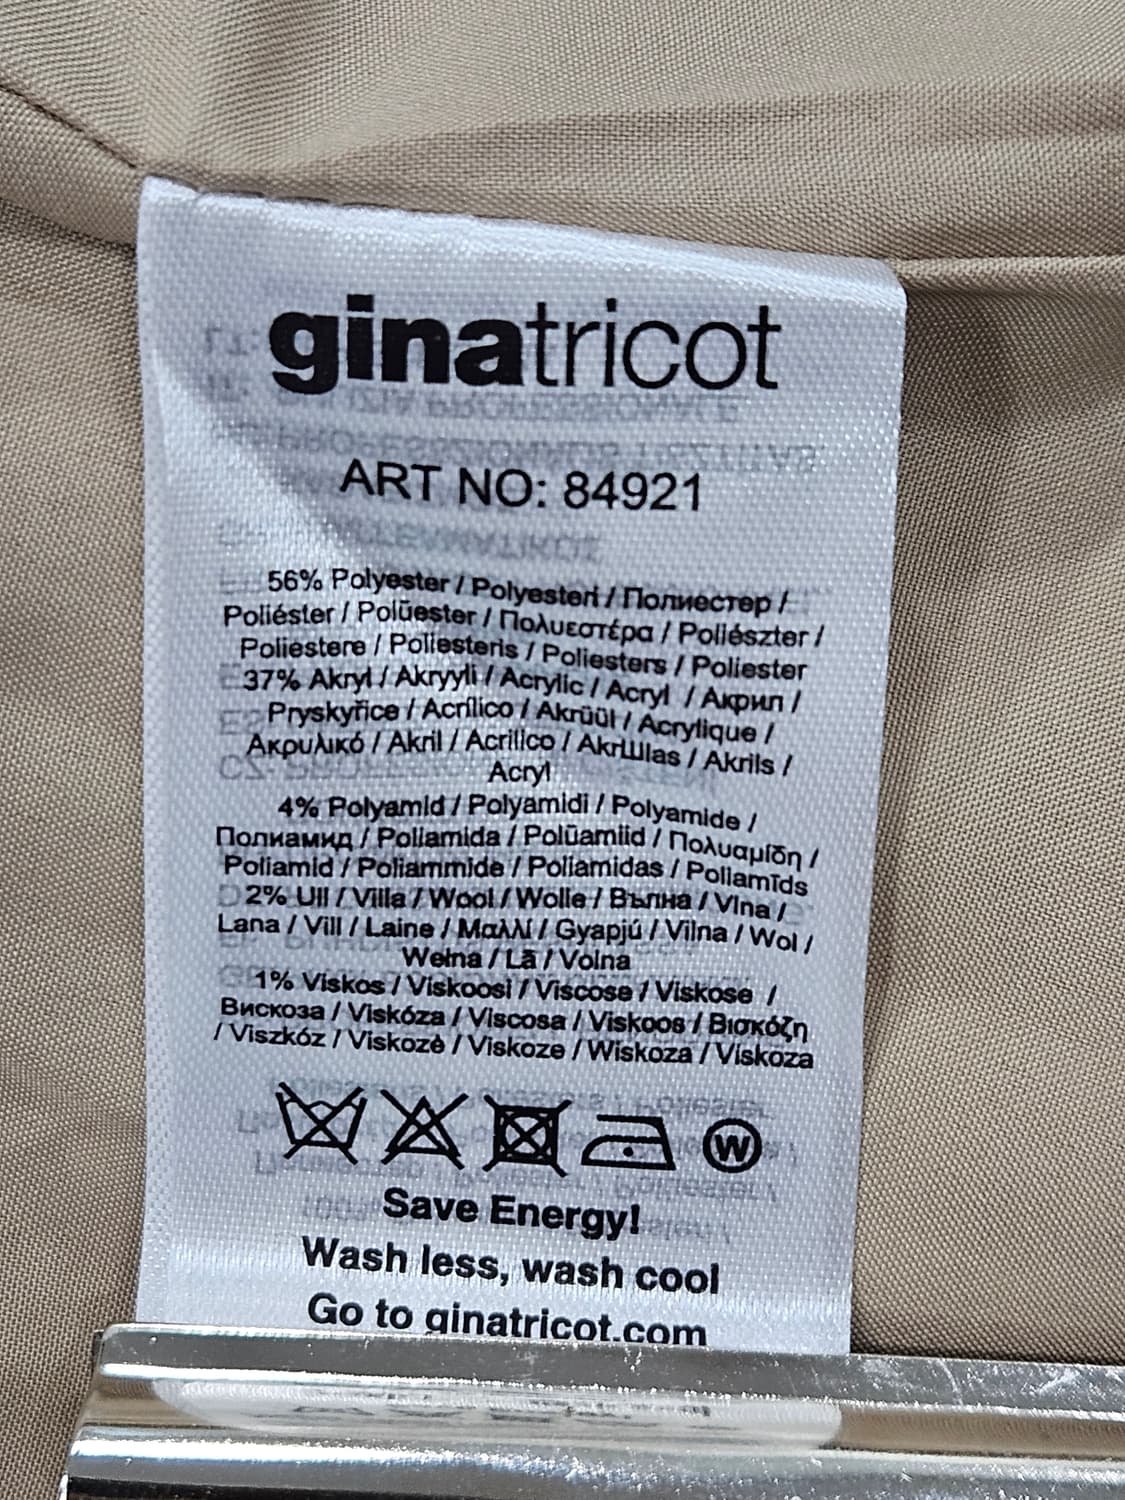 ginatricot
ART NO: 84921
56% Polyester / Polyesteri / Полиестер /
Poliéster / Polüester / Πολυεστέρα / Poliészter /
Poliestere / Poliesteris / Poliesters / Poliester
37% Akryl / Akryyli / Acrylic / Acryl / Акрил /
Pryskyřice / Acrílico / Akrüül / Acrylique /
Ακρυλικό / Akril / Acrilico / AkrШlas / Akrils /
Acryl
4% Polyamid / Polyamidi / Polyamide /
Полиамид / Poliamida / Polüamiid / Πολυαμίδη /
Poliamid / Poliammide / Poliamidas / Poliamīds
2% Ull / Villa / Wool / Wolle / Вълна / Vlna /
Lana / Vill / Laine / Μαλλί / Gyapjú / Vilna / Wol /
Wełna / Lã / Volna
1% Viskos / Viskoosi / Viscose / Viskose /
Вискоза / Viskóza / Viscosa / Viskoos / Βισκόζη
/ Viszkóz / Viskozė / Viskoze / Wiskoza / Viskoza
W
Save Energy!
Wash less, wash cool
Go to ginatricot.com